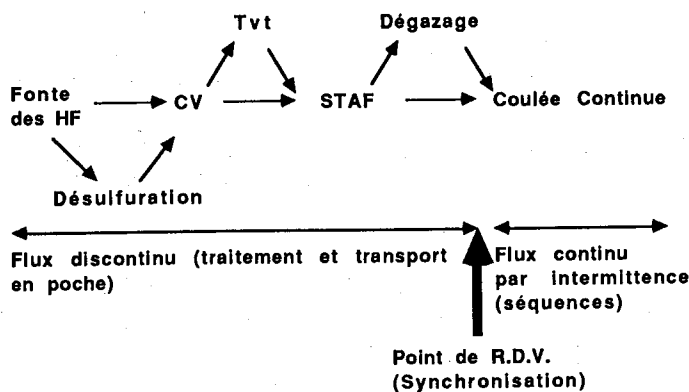 Tvt
Dégazage
Fonte
des HF
CV
STAF
Coulée Continue
Désulfuration
Flux discontinu (traitement et transport
en poche)
Flux continu
par intermittence
(séquences)
Point de R.D.V.
(Synchronisation)